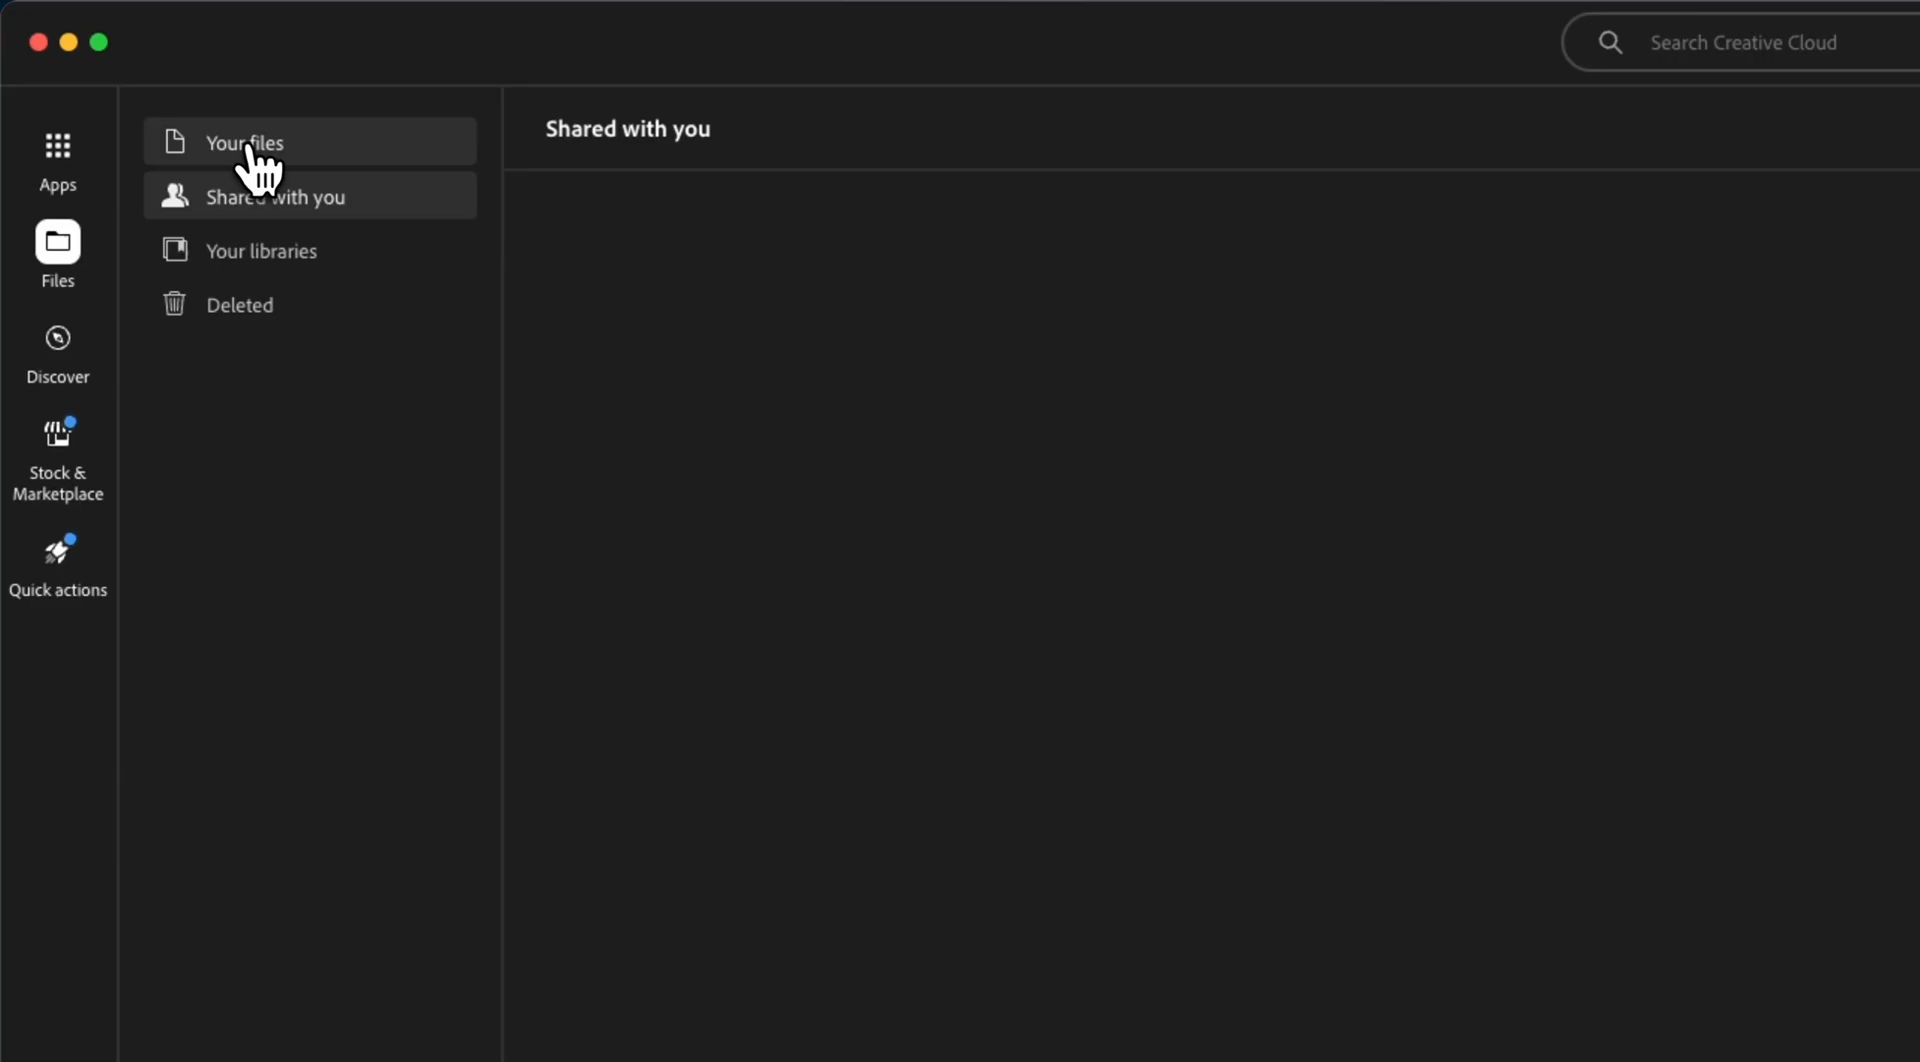 Search Creative Cloud
Apps
Files
Discover
Stock &
Marketplace
Quick actions
Your files
Shared with you
Your libraries
Deleted
Shared with you